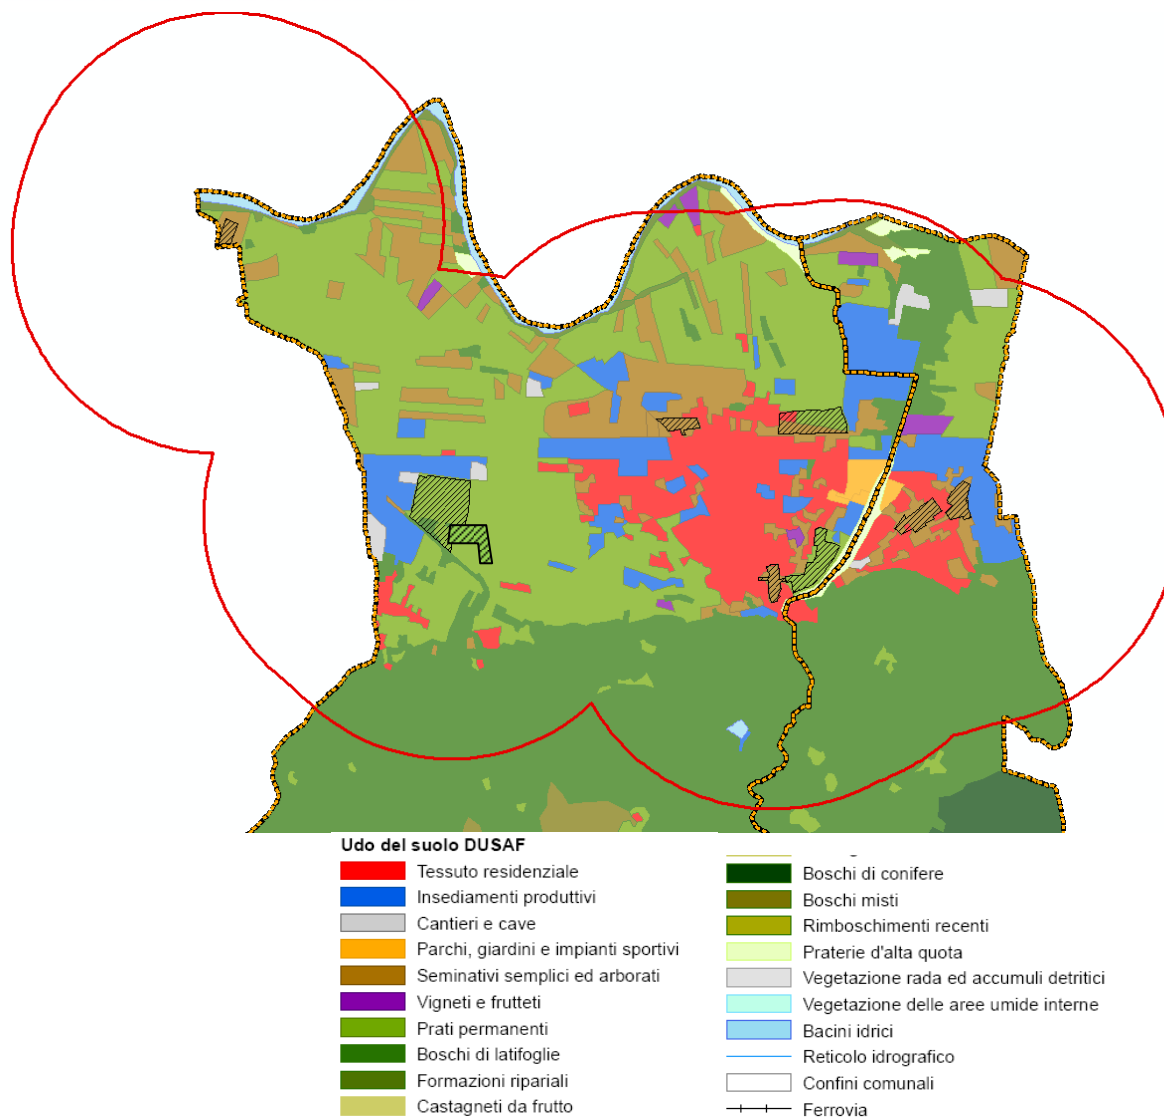 Udo del suolo DUSAF
Tessuto residenziale
Insediamenti produttivi
Cantieri e cave
Parchi, giardini e impianti sportivi
Seminativi semplici ed arborati
Vigneti e frutteti
Prati permanenti
Boschi di latifoglie
Formazioni ripariali
Castagneti da frutto
Boschi di conifere
Boschi misti
Rimboschimenti recenti
Praterie d'alta quota
Vegetazione rada ed accumuli detritici
Vegetazione delle aree umide interne
Bacini idrici
Reticolo idrografico
Confini comunali
Ferrovia